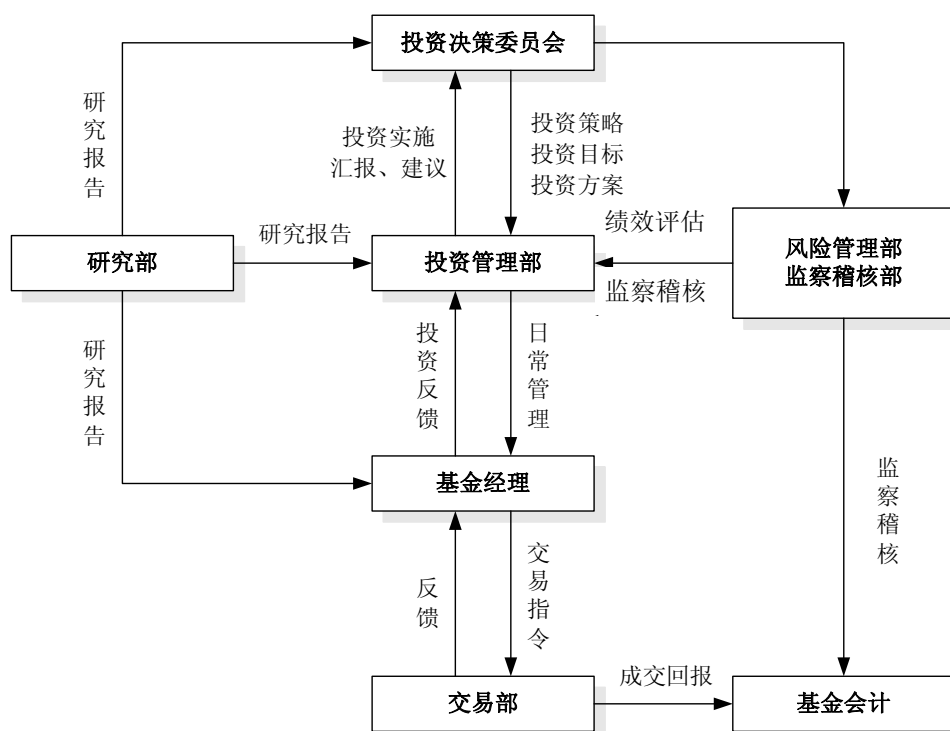 投资决策委员会
研究报告
投资实施
汇报、建议
投资策略
投资目标
投资方案
研究部
研究报告
投资管理部
绩效评估
监察稽核
风险管理部
监察稽核部
研究报告
投资反馈
日常管理
基金经理
监察稽核
反馈
交易指令
交易部
成交回报
基金会计